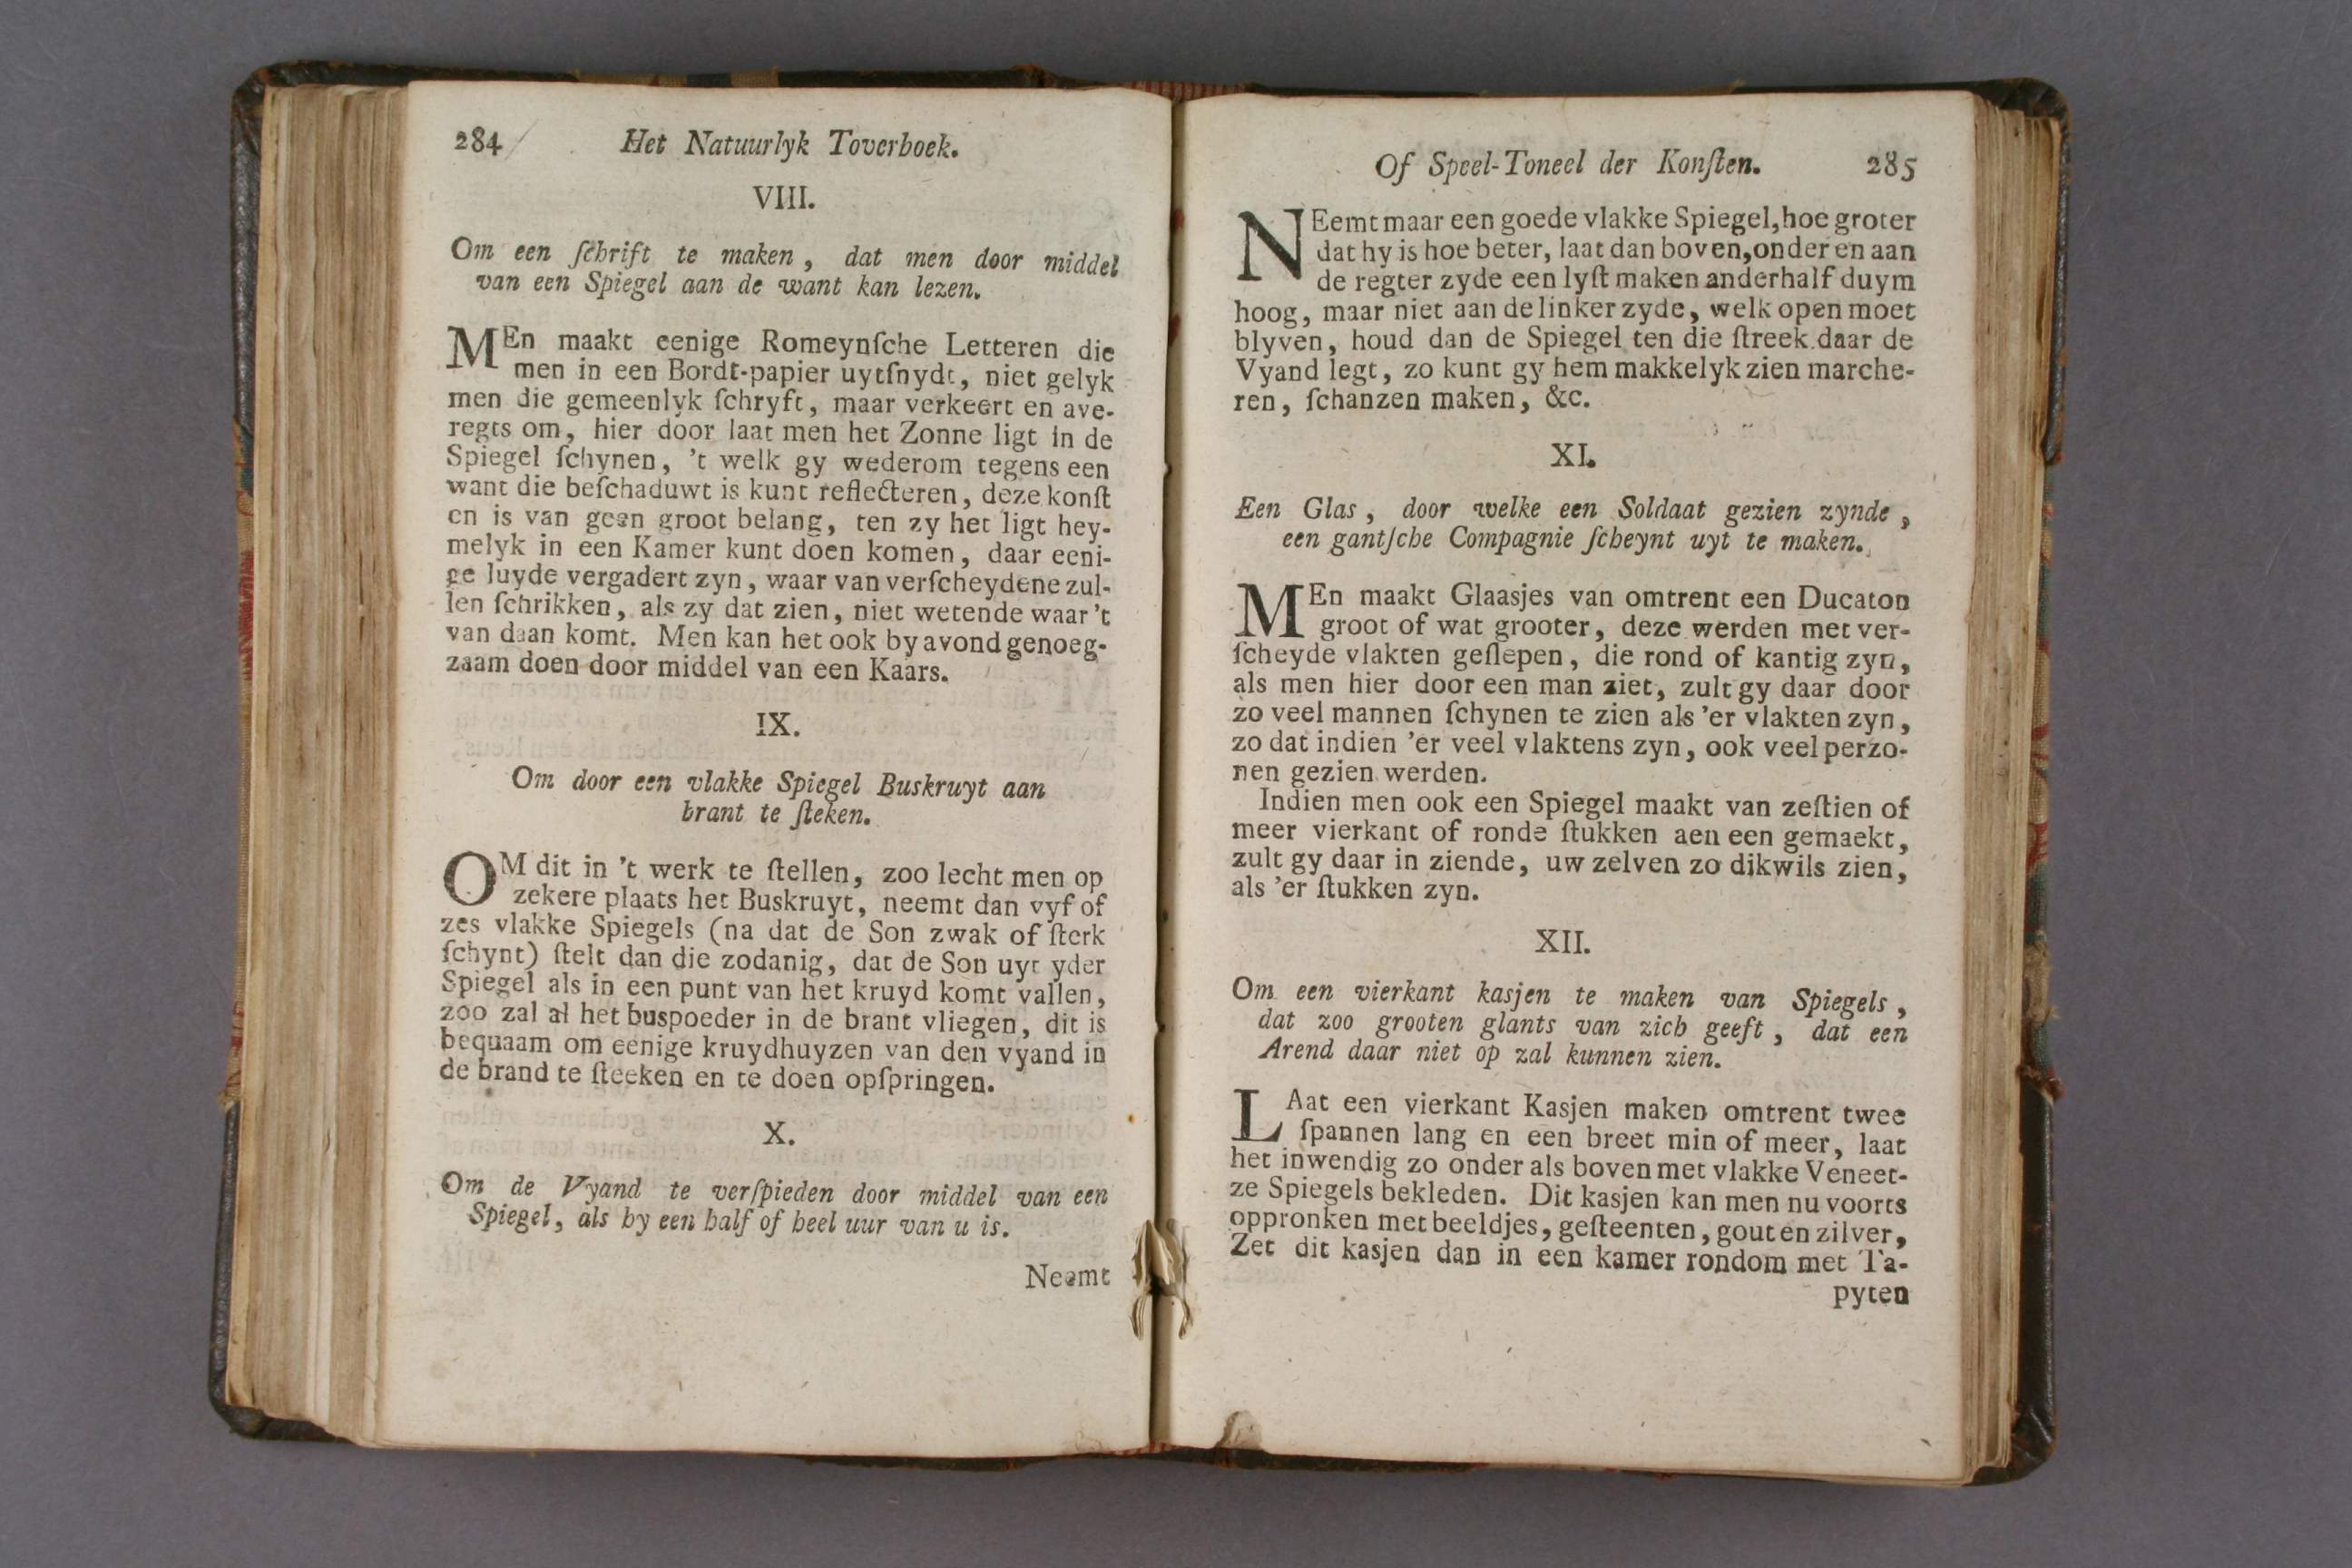 284 Het Natuurlyk Toverboek.
VIII.
Om een ſchrift te maken, dat men door middel
van een Spiegel aan de want kan lezen.
MEn maakt eenige Romeynſche Letteren die
men in een Bordt-papier uytſnydt, niet gelyk
men die gemeenlyk ſchryft, maar verkeert en ave-
regts om, hier door laat men het Zonne ligt in de
Spiegel ſchynen, 't welk gy wederom tegens een
want die beſchaduwt is kunt reflecteren, deze konſt
en is van geen groot belang, ten zy het ligt hey-
melyk in een Kamer kunt doen komen, daar eeni-
ge luyde vergadert zyn, waar van verſcheydene zul-
len ſchrikken, als zy dat zien, niet wetende waar 't
van daan komt. Men kan het ook by avond genoeg-
zaam doen door middel van een Kaars.
IX.
Om door een vlakke Spiegel Buskruyt aan
brant te ſteken.
OM dit in 't werk te ſtellen, zoo lecht men op
zekere plaats het Buskruyt, neemt dan vyf of
zes vlakke Spiegels (na dat de Son zwak of ſterk
ſchynt) ſtelt dan die zodanig, dat de Son uyt yder
Spiegel als in een punt van het kruyd komt vallen,
zoo zal al het buspoeder in de brant vliegen, dit is
bequaam om eenige kruydhuyzen van den vyand in
de brand te ſteeken en te doen opſpringen.
X.
Om de Vyand te verſpieden door middel van een
Spiegel, als hy een half of heel uur van u is.
Neemt
Of Speel-Toneel der Konſten. 285
NEemt maar een goede vlakke Spiegel, hoe groter
dat hy is hoe beter, laat dan boven, onder en aan
de regter zyde een lyſt maken anderhalf duym
hoog, maar niet aan de linker zyde, welk open moet
blyven, houd dan de Spiegel ten die ſtreek daar de
Vyand legt, zo kunt gy hem makkelyk zien marche-
ren, ſchanzen maken, &c.
XI.
Een Glas, door welke een Soldaat gezien zynde,
een gantſche Compagnie ſcheynt uyt te maken.
MEn maakt Glaasjes van omtrent een Ducaton
groot of wat grooter, deze werden met ver-
ſcheyde vlakten geſlepen, die rond of kantig zyn,
als men hier door een man ziet, zult gy daar door
zo veel mannen ſchynen te zien als 'er vlakten zyn,
zo dat indien 'er veel vlaktens zyn, ook veel perzo-
nen gezien werden.
Indien men ook een Spiegel maakt van zeſtien of
meer vierkant of ronde ſtukken aen een gemaekt,
zult gy daar in ziende, uw zelven zo dikwils zien,
als 'er ſtukken zyn.
XII.
Om een vierkant kasjen te maken van Spiegels,
dat zoo grooten glants van zich geeft, dat een
Arend daar niet op zal kunnen zien.
LAat een vierkant Kasjen maken omtrent twee
ſpannen lang en een breet min of meer, laat
het inwendig zo onder als boven met vlakke Veneet-
ze Spiegels bekleden. Dit kasjen kan men nu voorts
oppronken met beeldjes, geſteenten, gout en zilver,
Zet dit kasjen dan in een kamer rondom met Ta-
pyten